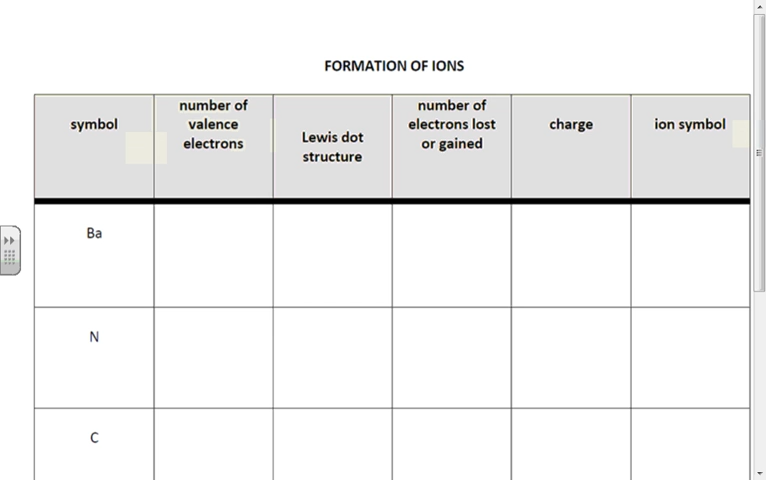 FORMATION OF IONS
symbol
number of
valence
electrons
Lewis dot
structure
number of
electrons lost
or gained
charge
ion symbol
Ba
N
C